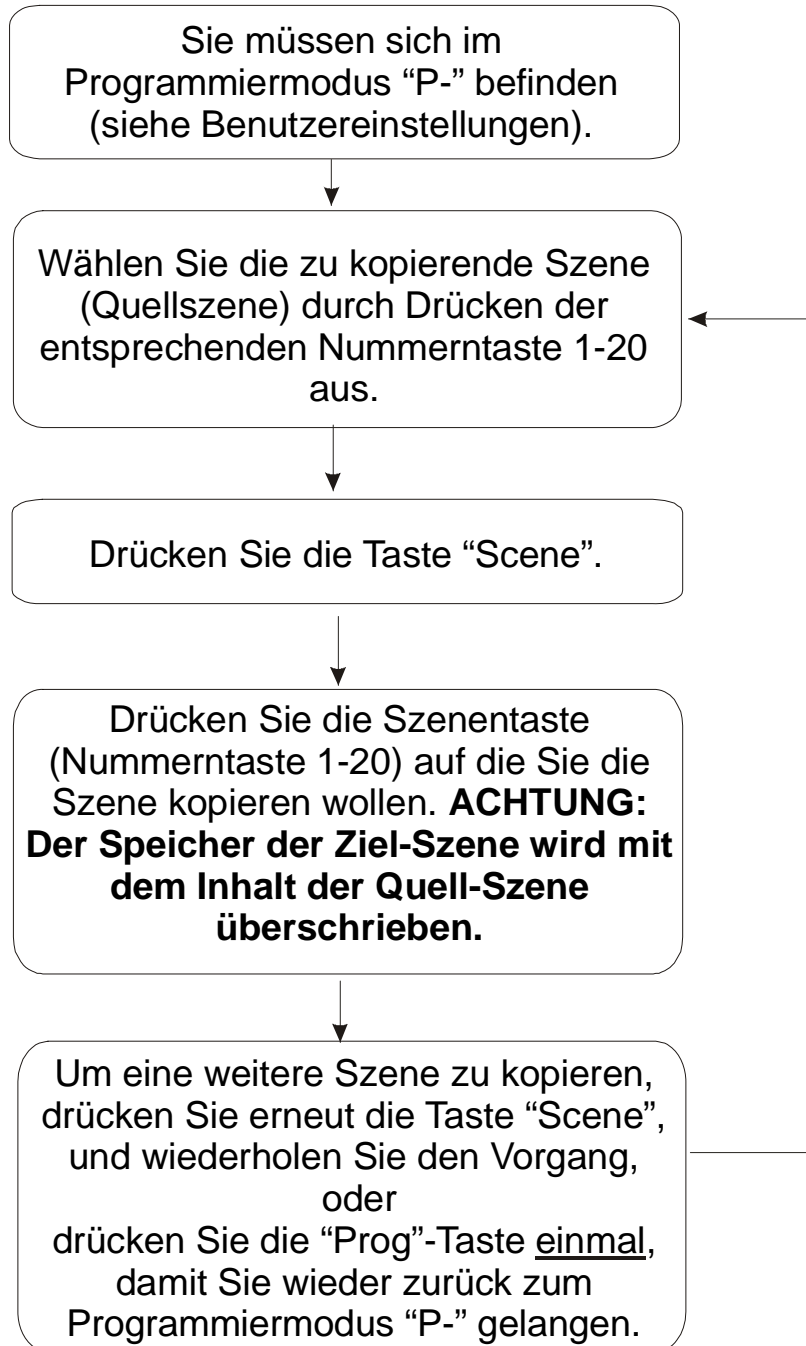 Sie müssen sich im
Programmiermodus “P-” befinden
(siehe Benutzereinstellungen).
Wählen Sie die zu kopierende Szene
(Quellszene) durch Drücken der
entsprechenden Nummerntaste 1-20
aus.
Drücken Sie die Taste “Scene”.
Drücken Sie die Szenentaste
(Nummerntaste 1-20) auf die Sie die
Szene kopieren wollen. ACHTUNG:
Der Speicher der Ziel-Szene wird mit
dem Inhalt der Quell-Szene
überschrieben.
Um eine weitere Szene zu kopieren,
drücken Sie erneut die Taste “Scene”,
und wiederholen Sie den Vorgang,
oder
drücken Sie die “Prog”-Taste einmal,
damit Sie wieder zurück zum
Programmiermodus “P-” gelangen.